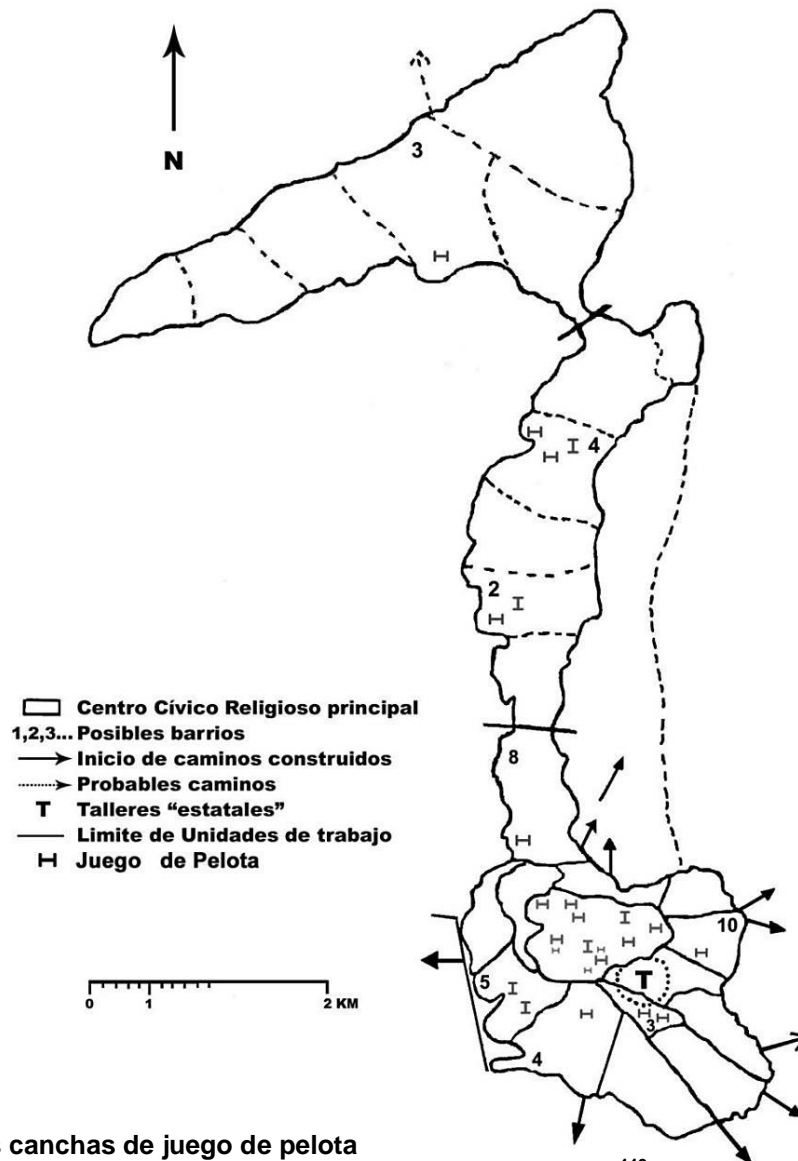 N
3
4
2
Centro Cívico Religioso principal
1,2,3... Posibles barrios
Inicio de caminos construidos
Probables caminos
T Talleres “estatales”
Limite de Unidades de trabajo
Juego de Pelota
8
10
T
5
3
4
0 1 2 KM
canchas de juego de pelota